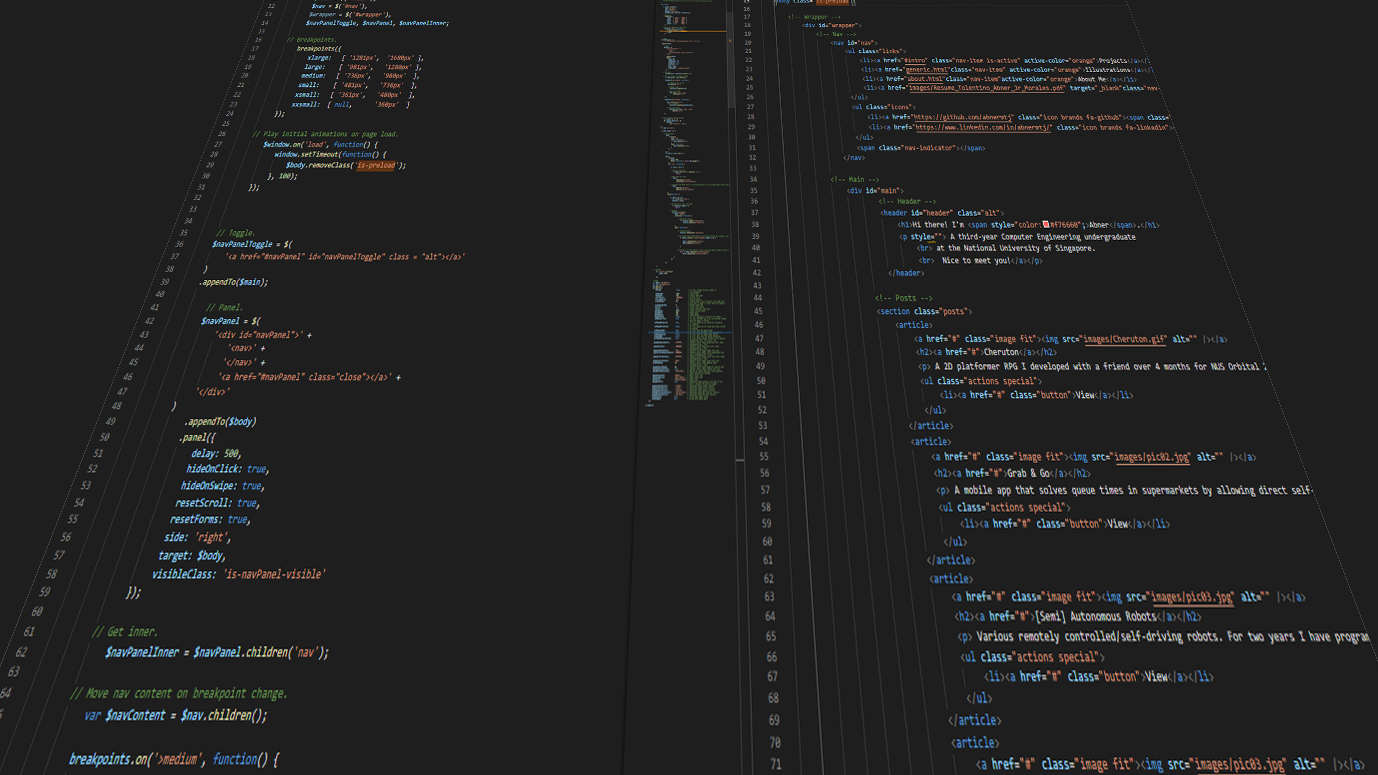 12 $nav = $('#nav'),
13 $wrapper = $('#wrapper'),
14 $navPanelToggle, $navPanel, $navPanelInner;
15
16 // Breakpoints.
17 breakpoints({
18 xlarge: [ '1281px', '1680px' ],
19 large: [ '981px', '1280px' ],
20 medium: [ '736px', '980px' ],
21 small: [ '481px', '736px' ],
22 xsmall: [ '361px', '480px' ],
23 xxsmall: [ null, '360px' ]
24 });
25
26 // Play initial animations on page load.
27 $window.on('load', function() {
28 window.setTimeout(function() {
29 $body.removeClass('is-preload');
30 }, 100);
31 });
32
33
34
35 // Toggle.
36 $navPanelToggle = $(
37 '<a href="#navPanel" id="navPanelToggle" class = "alt"></a>'
38 )
39 .appendTo($main);
40
41 // Panel.
42 $navPanel = $(
43 '<div id="navPanel">' +
44 '<nav>' +
45 '</nav>' +
46 '<a href="#navPanel" class="close"></a>' +
47 '</div>'
48 )
49 .appendTo($body)
50 .panel({
51 delay: 500,
52 hideOnClick: true,
53 hideOnSwipe: true,
54 resetScroll: true,
55 resetForms: true,
56 side: 'right',
57 target: $body,
58 visibleClass: 'is-navPanel-visible'
59 });
60
61 // Get inner.
62 $navPanelInner = $navPanel.children('nav');
63
64 // Move nav content on breakpoint change.
var $navContent = $nav.children();
breakpoints.on('>medium', function() {
<body class="is-preload">
17 <!-- Wrapper -->
18 <div id="wrapper">
19 <!-- Nav -->
20 <nav id="nav">
21 <ul class="links">
22 <li><a href="#intro" class="nav-item is-active" active-color="orange">Projects</a></li>
23 <li><a href="generic.html" class="nav-item" active-color="orange">Illustrations</a></li>
24 <li><a href="about.html" class="nav-item" active-color="orange">About Me</a></li>
25 <li><a href="images/Resume_Tolentino_Abner_Jr_Morales.pdf" target="_blank" class="nav-
26 </ul>
27 <ul class="icons">
28 <li><a href="https://github.com/abnermtj" class="icon brands fa-github"><span class=
29 <li><a href="https://www.linkedin.com/in/abnermtj/" class="icon brands fa-linkedin">
30 </ul>
31 <span class="nav-indicator"></span>
32 </nav>
33
34 <!-- Main -->
35 <div id="main">
36 <!-- Header -->
37 <header id="header" class="alt">
38 <h1>Hi there! I'm <span style="color:#f76660;">Abner</span>.</h1>
39 <p style=""> A third-year Computer Engineering undergraduate
40 <br> at the National University of Singapore.
41 <br> Nice to meet you!</a></p>
42 </header>
43
44 <!-- Posts -->
45 <section class="posts">
46 <article>
47 <a href="#" class="image fit"><img src="images/Cheruton.gif" alt="" /></a>
48 <h2><a href="#">Cheruton</a></h2>
49 <p> A 2D platformer RPG I developed with a friend over 4 months for NUS Orbital
50 <ul class="actions special">
51 <li><a href="#" class="button">View</a></li>
52 </ul>
53 </article>
54 <article>
55 <a href="#" class="image fit"><img src="images/pic02.jpg" alt="" /></a>
56 <h2><a href="#">Grab & Go</a></h2>
57 <p> A mobile app that solves queue times in supermarkets by allowing direct self-
58 <ul class="actions special">
59 <li><a href="#" class="button">View</a></li>
60 </ul>
61 </article>
62 <article>
63 <a href="#" class="image fit"><img src="images/pic03.jpg" alt="" /></a>
64 <h2><a href="#">[Semi] Autonomous Robots</a></h2>
65 <p> Various remotely controlled/self-driving robots. For two years I have program
66 <ul class="actions special">
67 <li><a href="#" class="button">View</a></li>
68 </ul>
69 </article>
70 <article>
71 <a href="#" class="image fit"><img src="images/pic03.jpg" alt="" /></a>